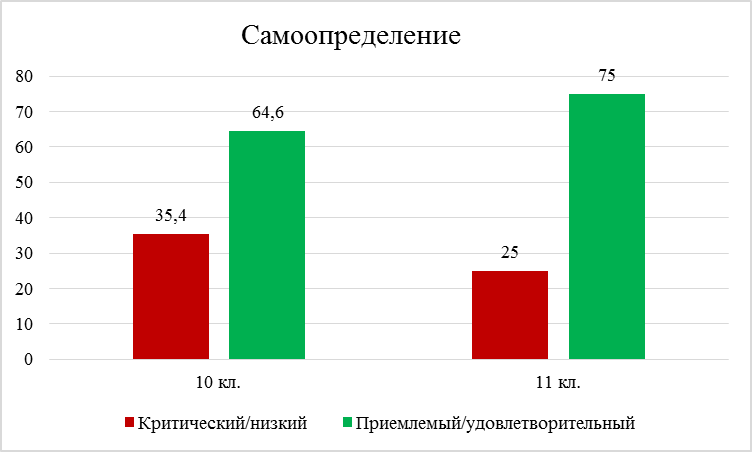 Самоопределение
80
70
60
50
40
30
20
10
0
35,4
64,6
25
75
10 кл.
11 кл.
Критический/низкий
Приемлемый/удовлетворительный